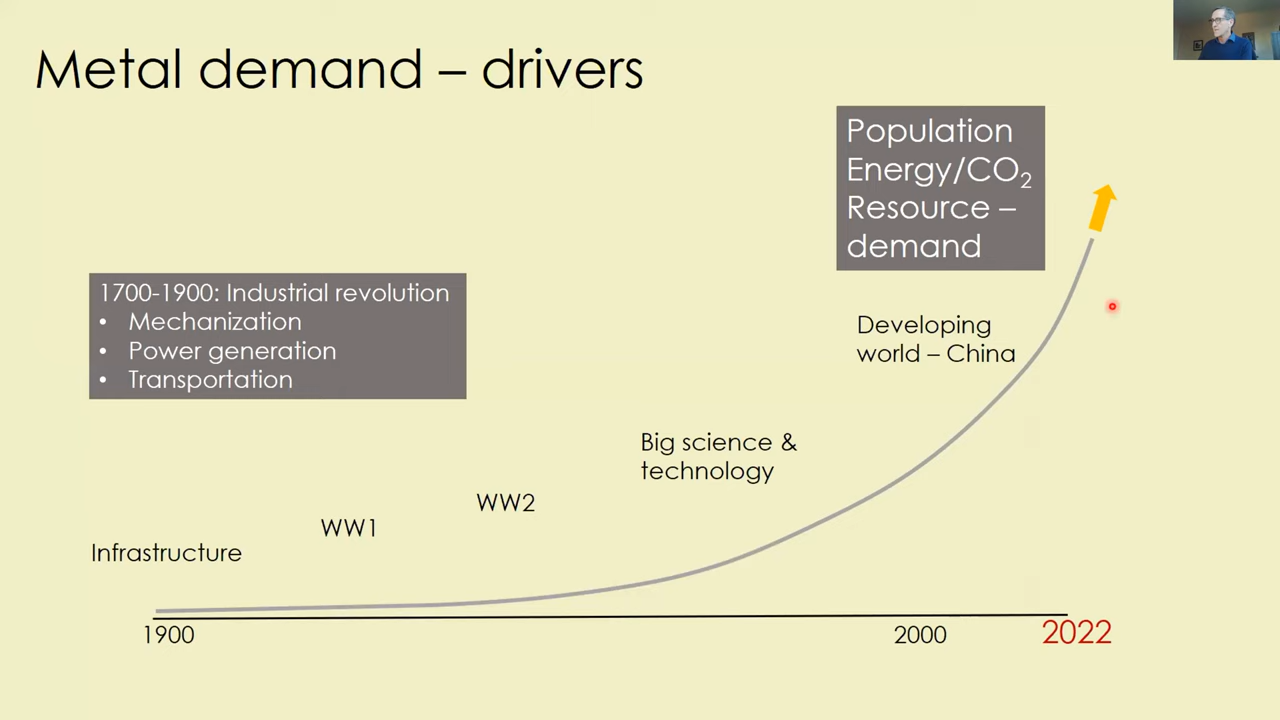 Metal demand – drivers
Population
Energy/CO₂
Resource –
demand
1700-1900: Industrial revolution
• Mechanization
• Power generation
• Transportation
Developing
world – China
Big science &
technology
WW2
WW1
Infrastructure
1900
2000
2022